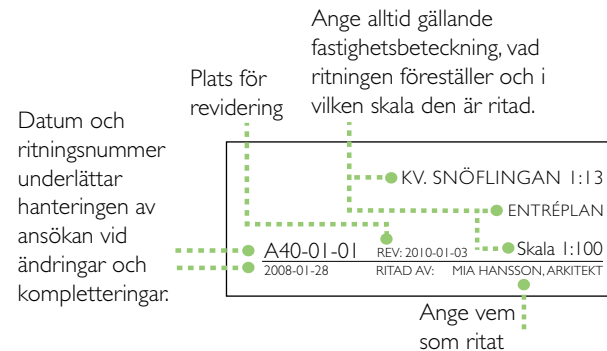 Ange alltid gällande
fastighetsbeteckning, vad
ritningen föreställer och i
vilken skala den är ritad.
Plats för
revidering
Datum och
ritningsnummer
underlättar
hanteringen av
ansökan vid
ändringar och
kompletteringar.
KV. SNÖFLINGAN 1:13
ENTRÉPLAN
A40-01-01 REV: 2010-01-03 Skala 1:100
2008-01-28 RITAD AV: MIA HANSSON, ARKITEKT
Ange vem
som ritat